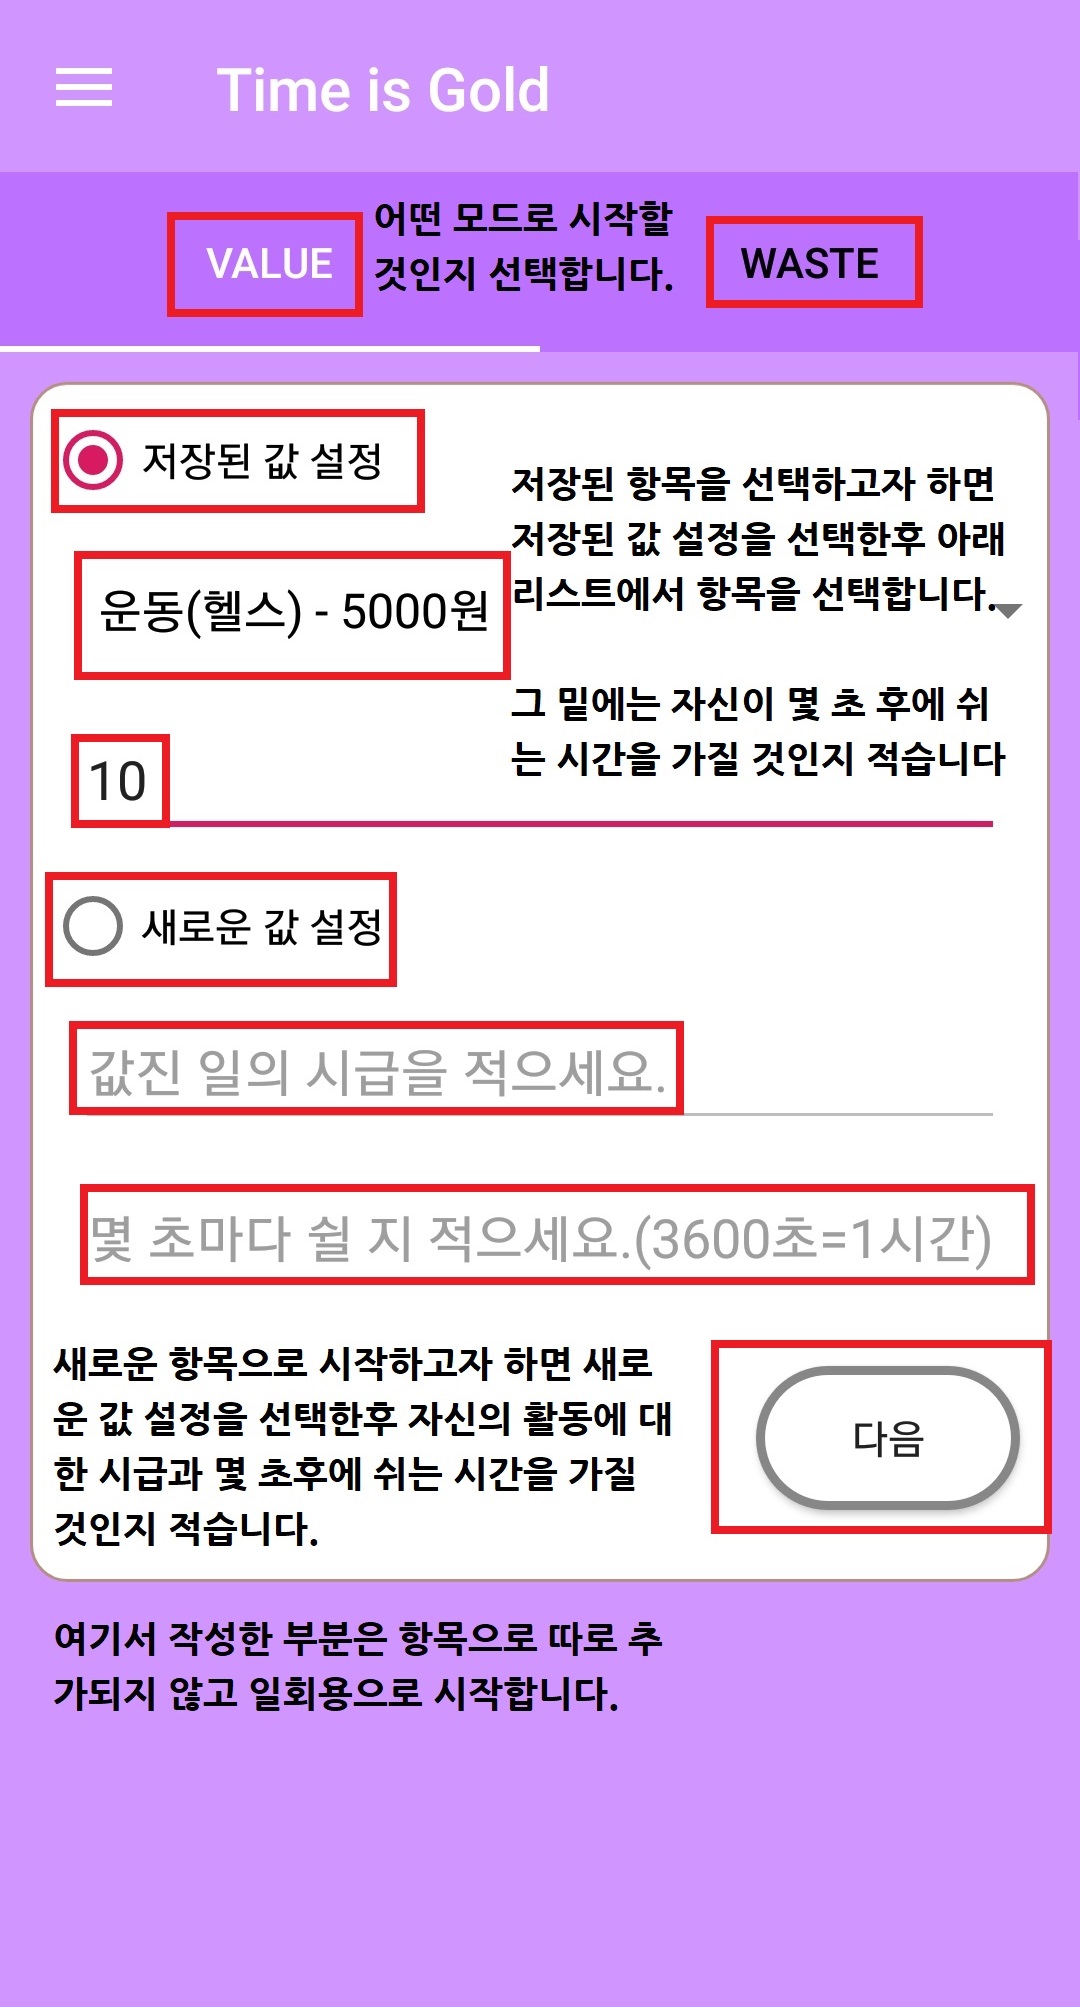 Time is Gold
VALUE
어떤 모드로 시작할
것인지 선택합니다.
WASTE
저장된 값 설정
저장된 항목을 선택하고자 하면
저장된 값 설정을 선택한후 아래
리스트에서 항목을 선택합니다.
운동(헬스) - 5000원
그 밑에는 자신이 몇 초 후에 쉬
는 시간을 가질 것인지 적습니다
10
새로운 값 설정
값진 일의 시급을 적으세요.
몇 초마다 쉴 지 적으세요.(3600초=1시간)
새로운 항목으로 시작하고자 하면 새로
운 값 설정을 선택한후 자신의 활동에 대
한 시급과 몇 초후에 쉬는 시간을 가질
것인지 적습니다.
다음
여기서 작성한 부분은 항목으로 따로 추
가되지 않고 일회용으로 시작합니다.